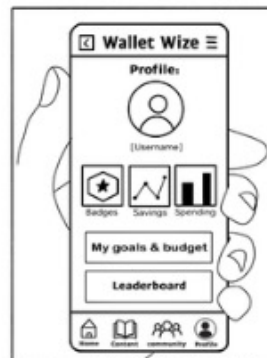 Wallet Wize
Profile:
[Username]
Badges Savings Spending
My goals & budget
Leaderboard
Home Content community Profile